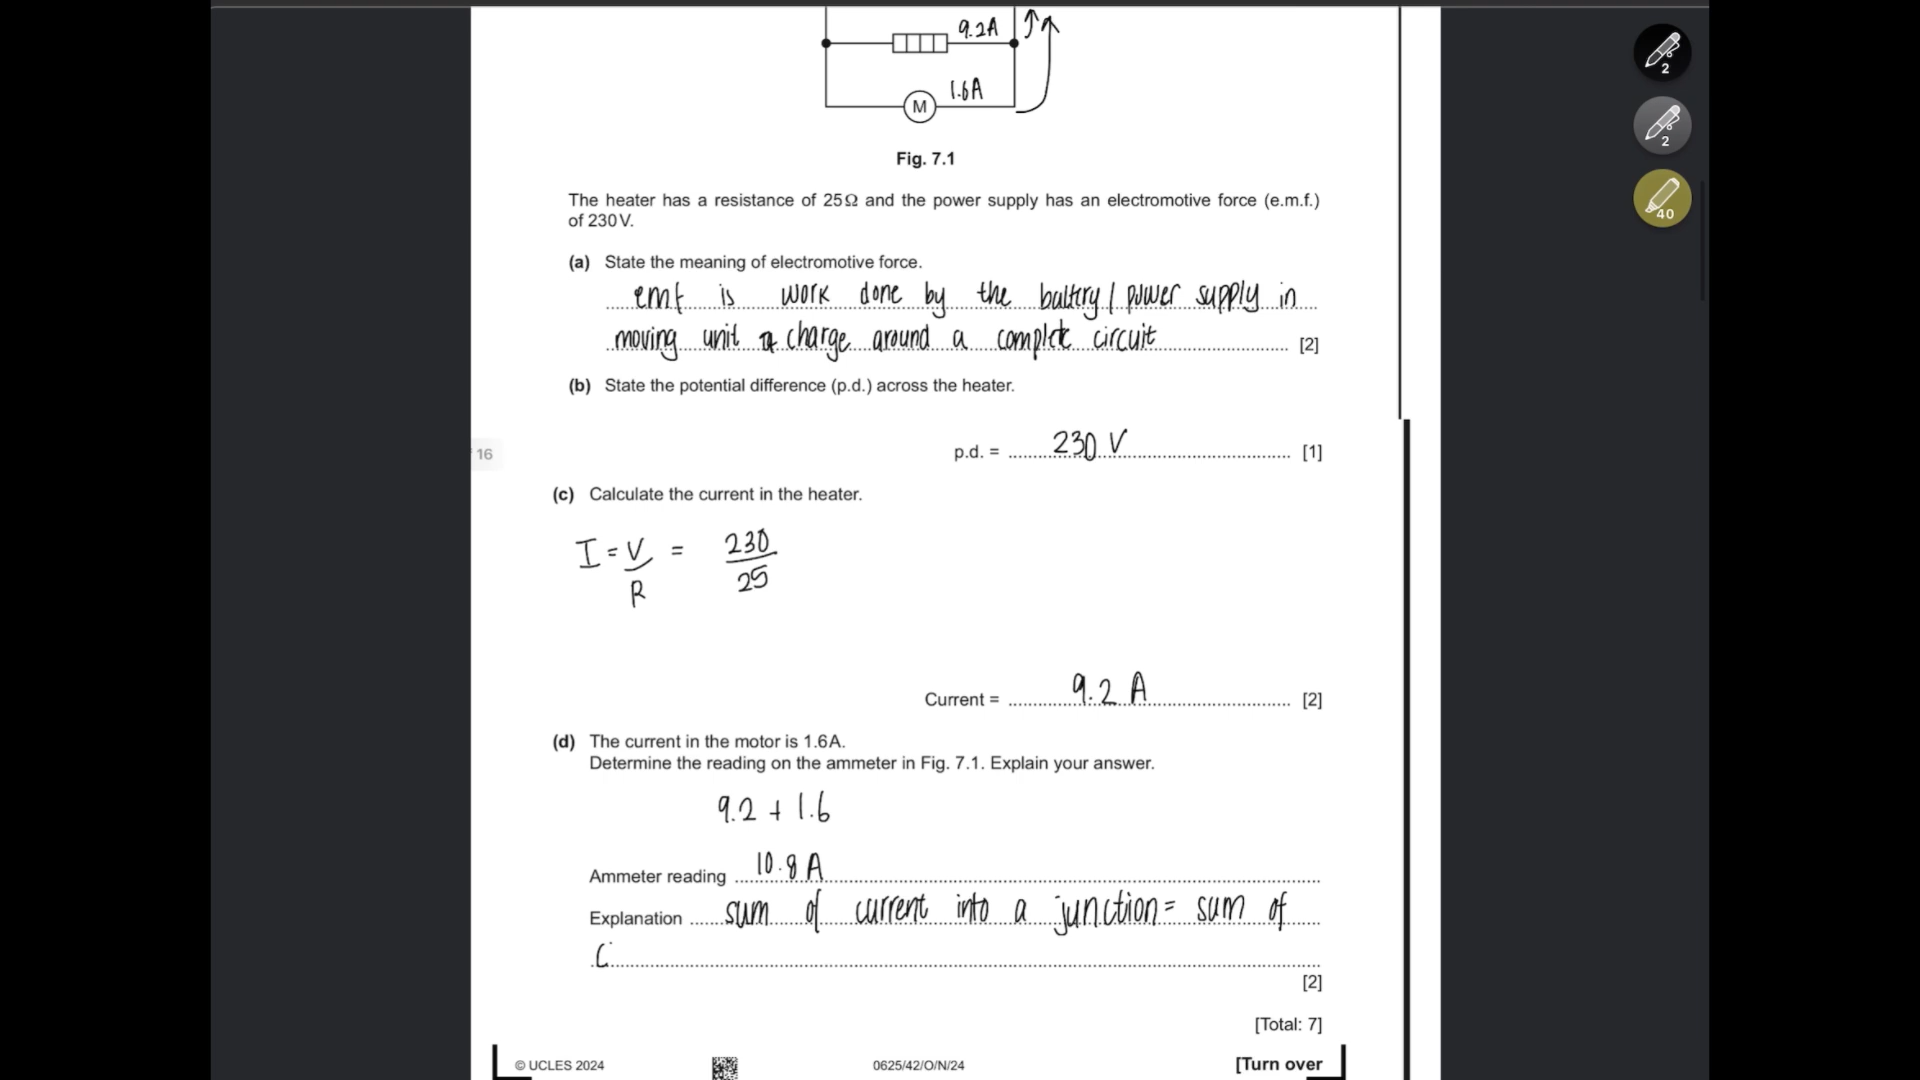 9.2A
1.6A
M
Fig. 7.1
The heater has a resistance of 25Ω and the power supply has an electromotive force (e.m.f.)
of 230V.
(a) State the meaning of electromotive force.
emf is work done by the battery / power supply in
moving unit charge around a complete circuit [2]
(b) State the potential difference (p.d.) across the heater.
p.d. = 230 V [1]
16
(c) Calculate the current in the heater.
I = V/R = 230/25
Current = 9.2 A [2]
(d) The current in the motor is 1.6A.
Determine the reading on the ammeter in Fig. 7.1. Explain your answer.
9.2 + 1.6
Ammeter reading 10.8 A
Explanation sum of current into a junction = sum of
c
[2]
[Total: 7]
© UCLES 2024 0625/42/O/N/24 [Turn over
2
2
40